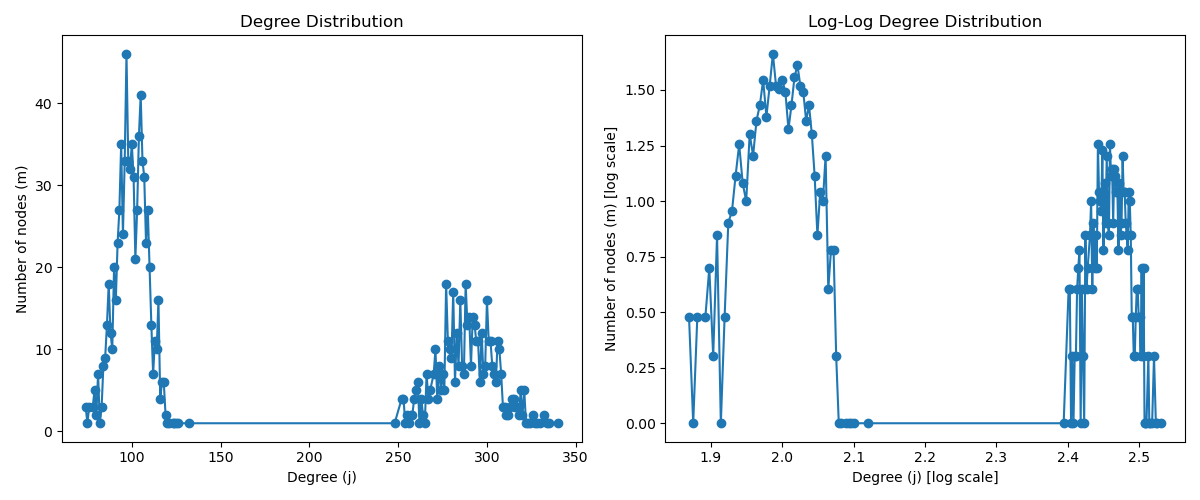 Degree Distribution
Number of nodes (m)
40
30
20
10
0
100 150 200 250 300 350
Degree (j)
Log-Log Degree Distribution
Number of nodes (m) [log scale]
1.50
1.25
1.00
0.75
0.50
0.25
0.00
1.9 2.0 2.1 2.2 2.3 2.4 2.5
Degree (j) [log scale]